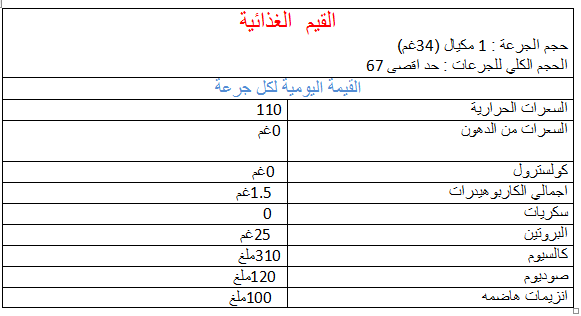 القيم الغذائية
حجم الجرعة : 1 مكيال (34غم)
الحجم الكلي للجرعات : حد اقصى 67
القيمة اليومية لكل جرعة
السعرات الحرارية 110
السعرات من الدهون 0غم
كولسترول 0غم
اجمالي الكاربوهيدرات 1.5غم
سكريات 0
البروتين 25غم
كالسيوم 310ملغ
صوديوم 120ملغ
انزيمات هاضمه 100ملغ